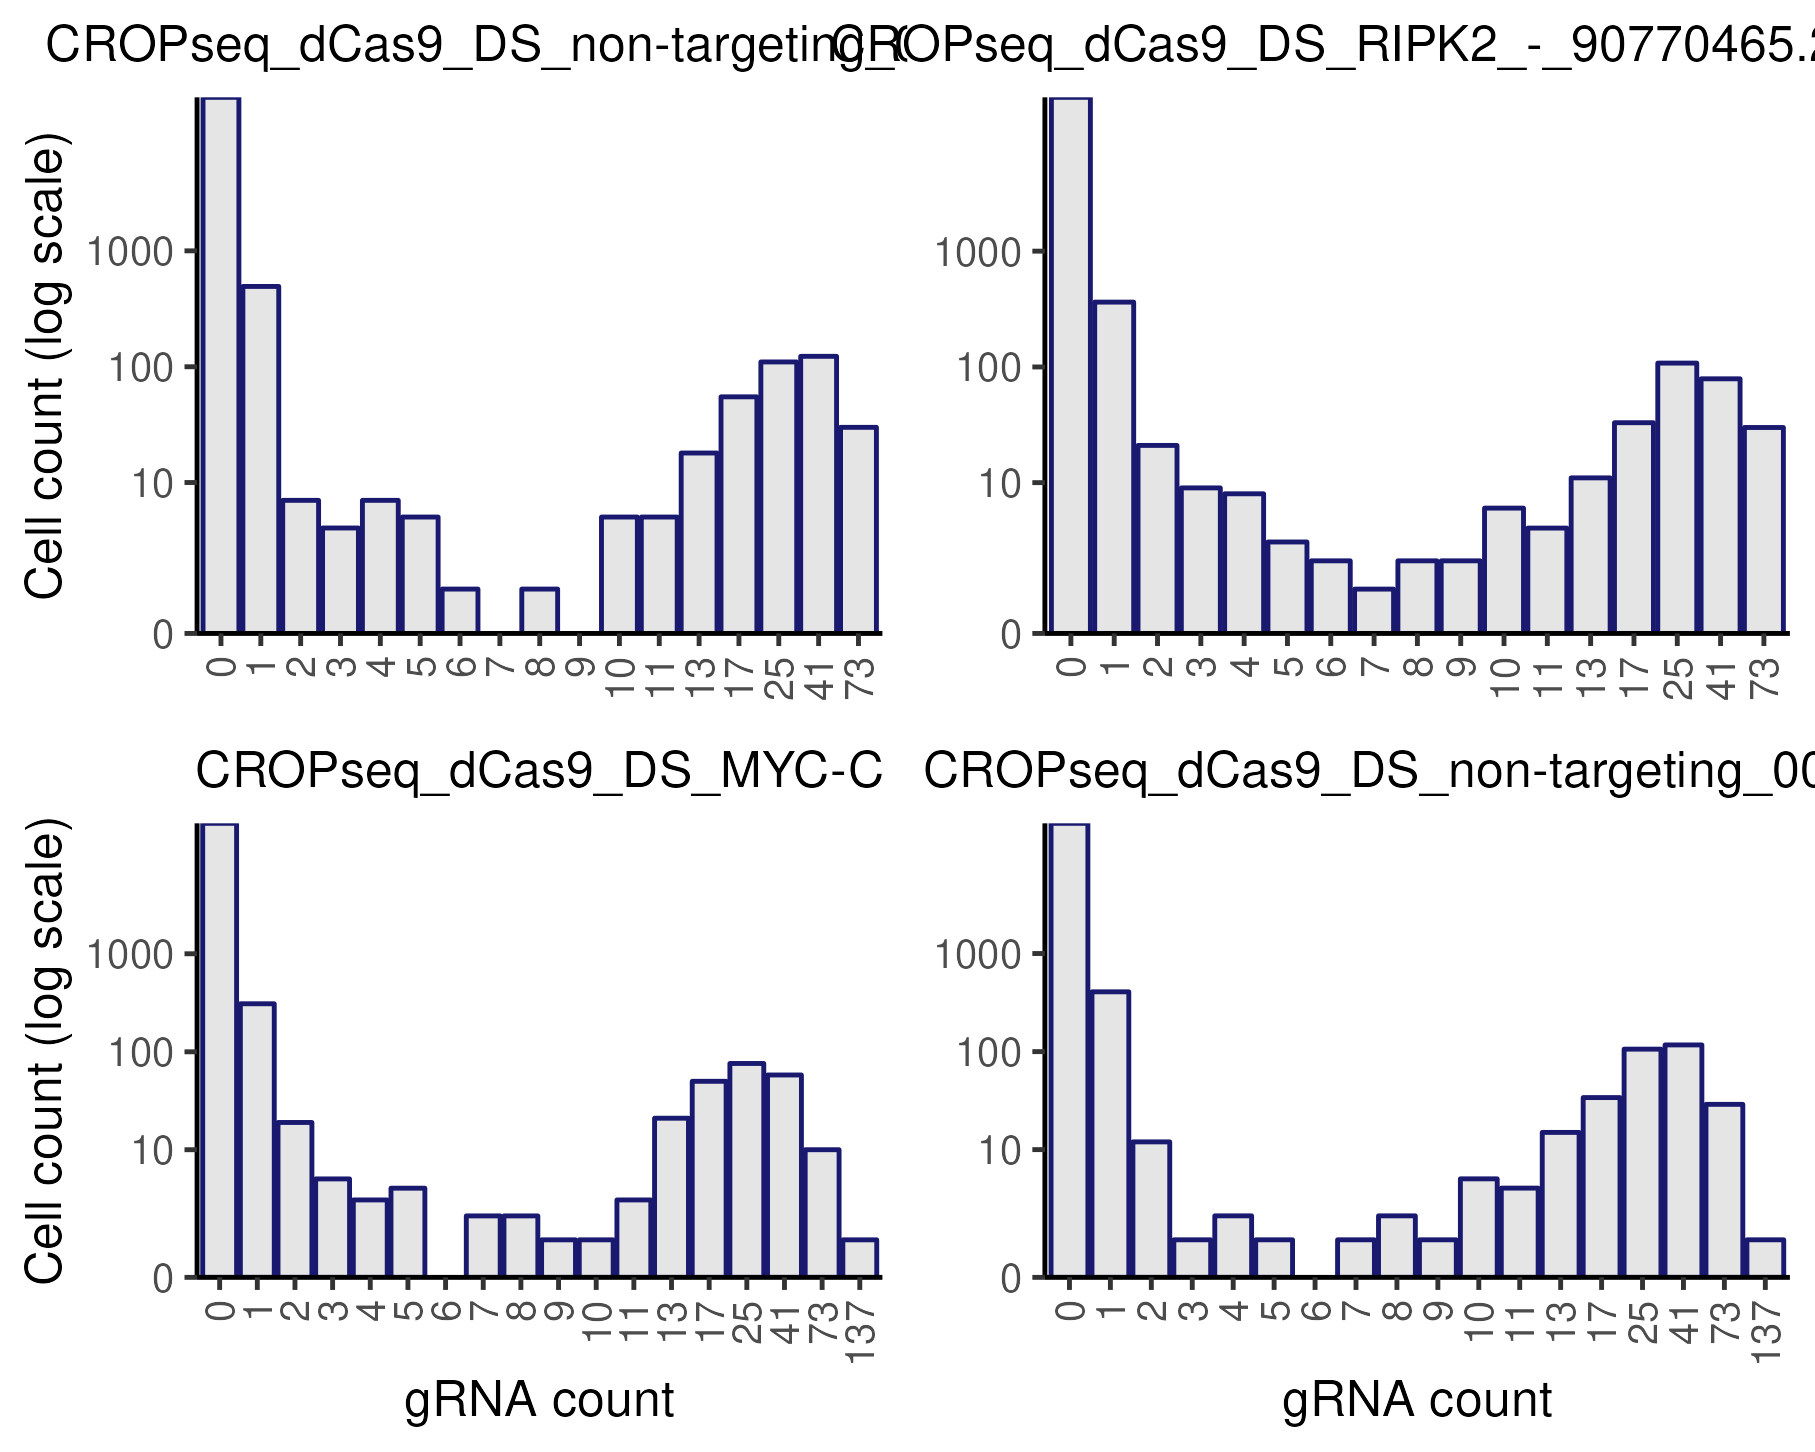 CROPseq_dCas9_DS_non-targeting_
CROPseq_dCas9_DS_RIPK2_-_90770465.2
Cell count (log scale)
1000
100
10
0
0 1 2 3 4 5 6 7 8 9 10 11 13 17 25 41 73
1000
100
10
0
0 1 2 3 4 5 6 7 8 9 10 11 13 17 25 41 73
CROPseq_dCas9_DS_MYC-C
CROPseq_dCas9_DS_non-targeting_00
Cell count (log scale)
1000
100
10
0
0 1 2 3 4 5 6 7 8 9 10 11 13 17 25 41 73 137
gRNA count
1000
100
10
0
0 1 2 3 4 5 6 7 8 9 10 11 13 17 25 41 73 137
gRNA count